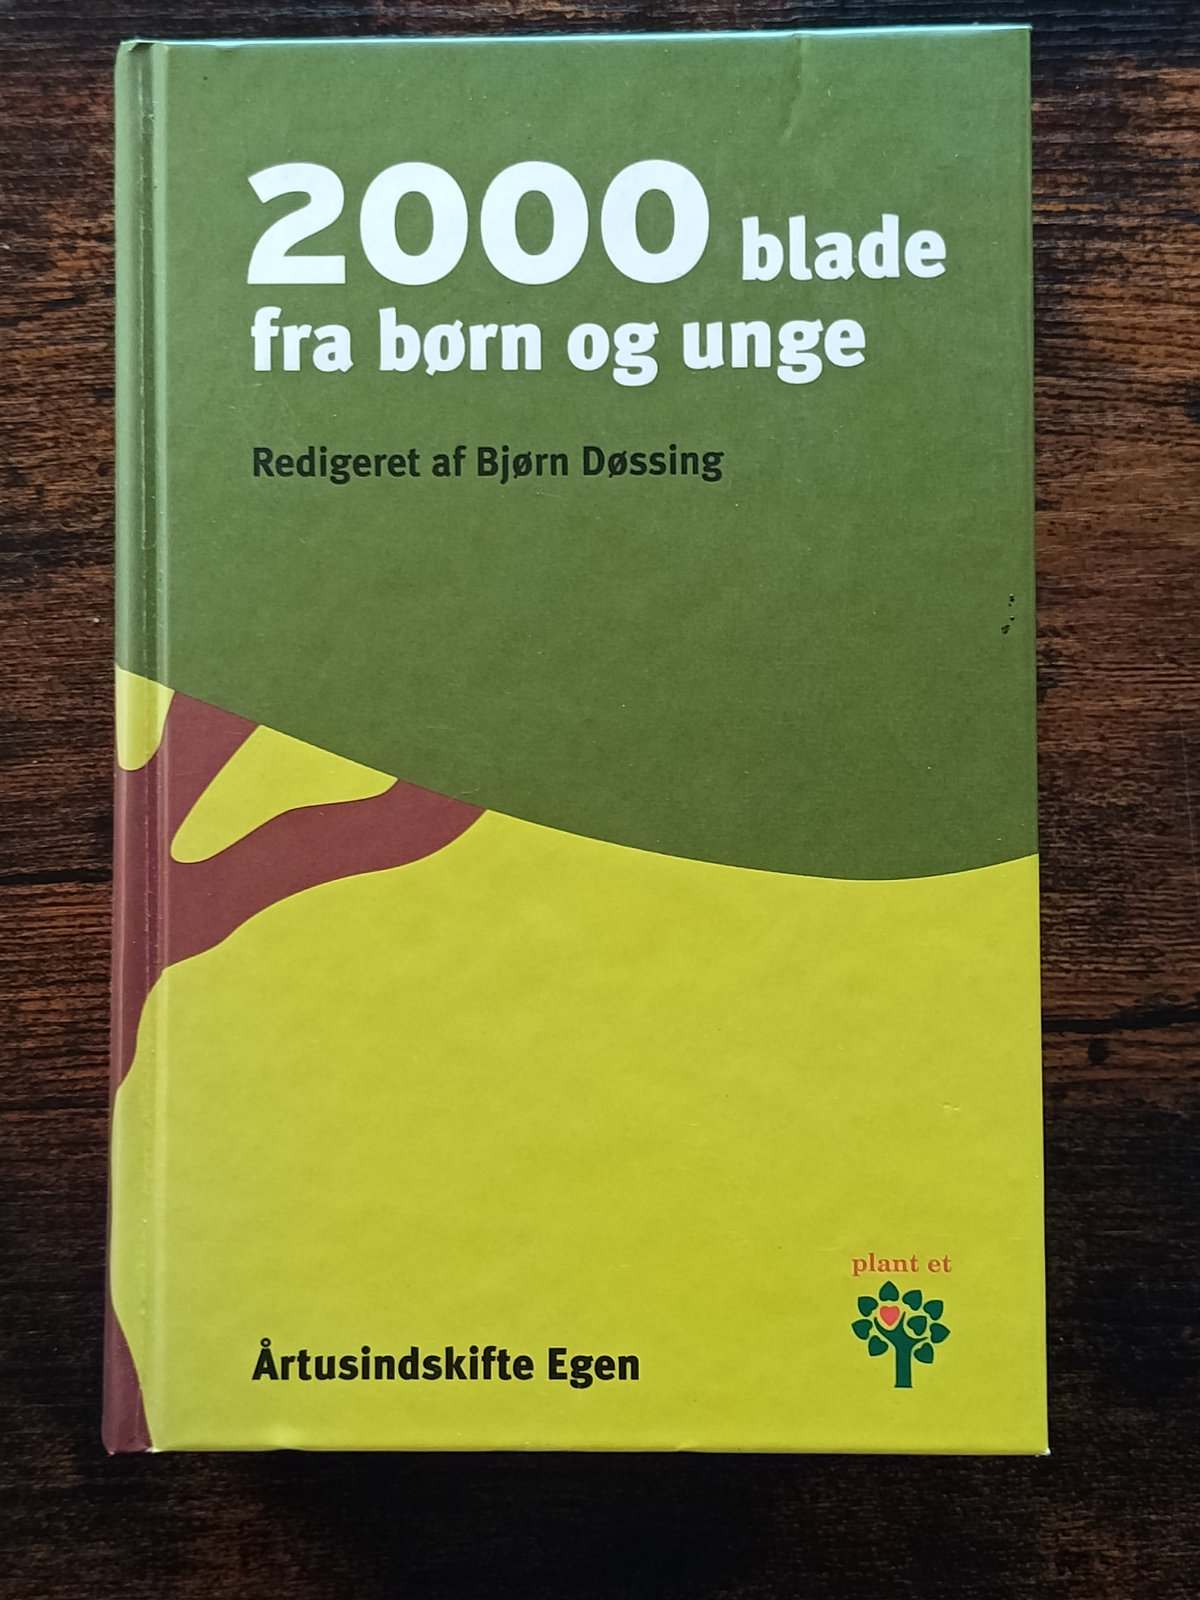 2000 blade
fra børn og unge
Redigeret af Bjørn Døssing
plant et
Årtusindskifte Egen